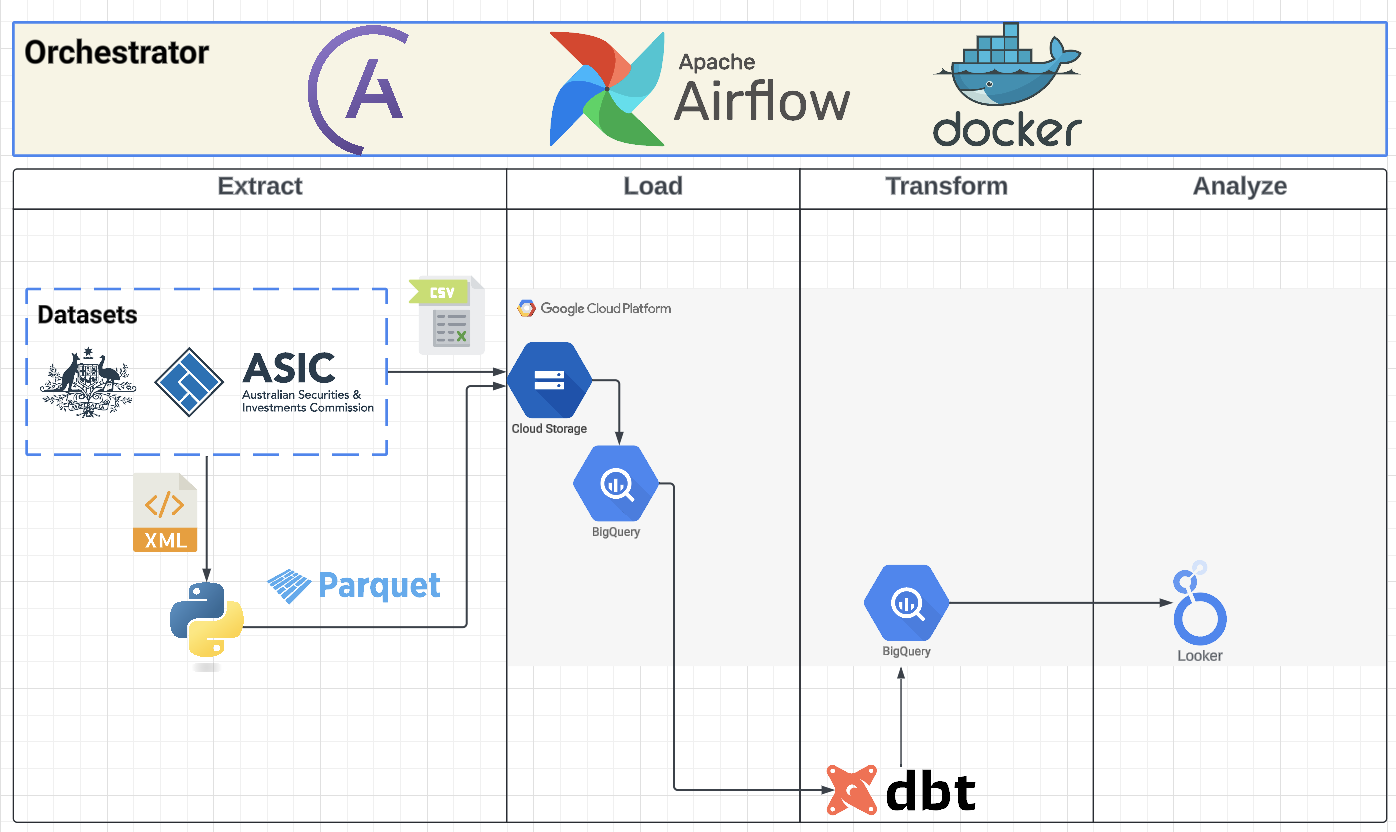 Orchestrator
A
Apache
Airflow
docker
Extract
Load
Transform
Analyze
Datasets
ASIC
Australian Securities &
Investments Commission
CSV
X
Google Cloud Platform
Cloud Storage
BigQuery
</>
XML
Parquet
BigQuery
Looker
dbt